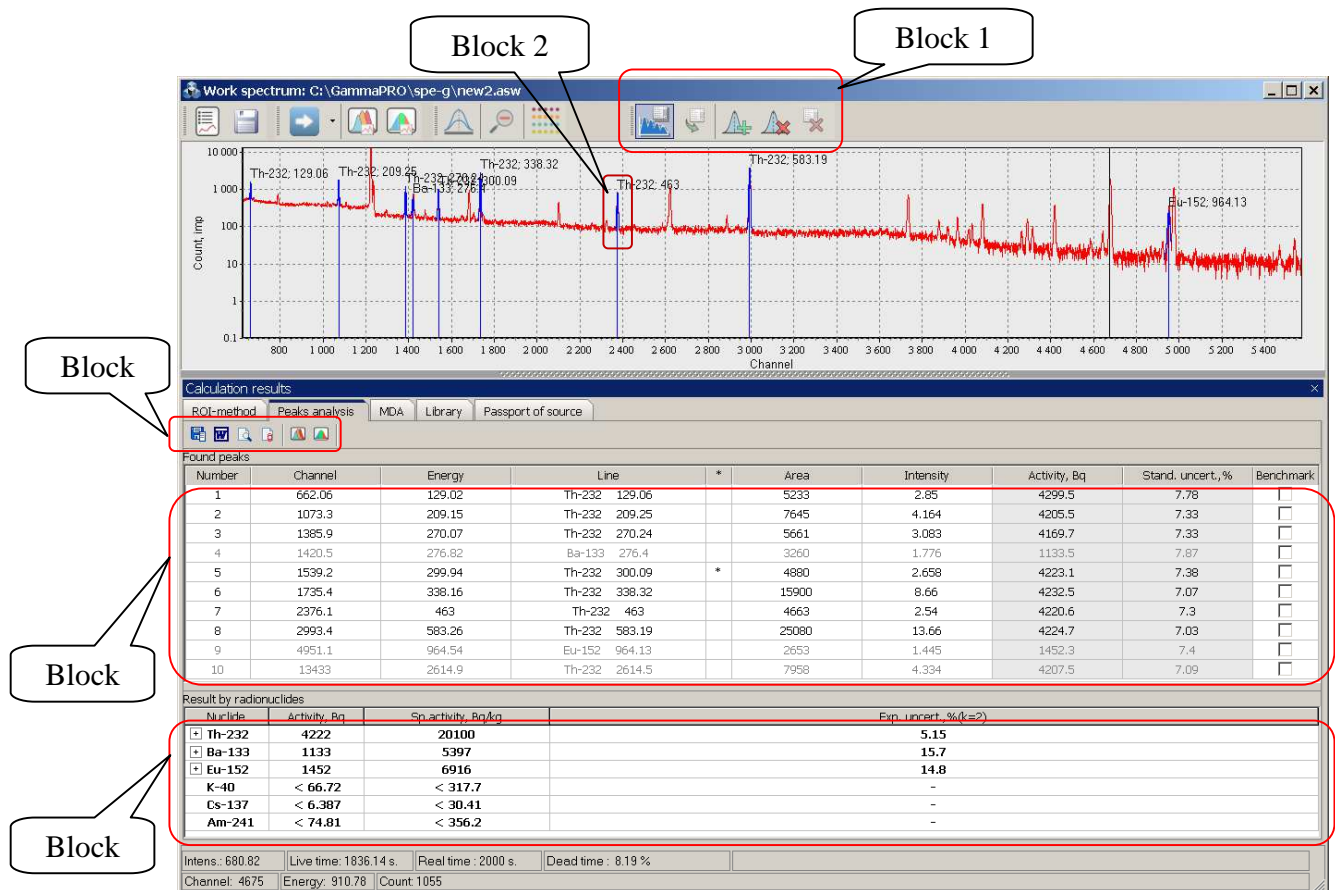 Block 2
Block 1
Work spectrum: C:\GammaPRO\spe-g\new2.asw
10 000
1 000
100
10
1
0.1
Count, imp
Th-232; 129.06
Th-232; 209.25
Th-232; 270.24
Ba-133; 276.4
Th-232; 300.09
Th-232; 338.32
Th-232; 463
Th-232; 583.19
Eu-152; 964.13
800 1 000 1 200 1 400 1 600 1 800 2 000 2 200 2 400 2 600 2 800 3 000 3 200 3 400 3 600 3 800 4 000 4 200 4 400 4 600 4 800 5 000 5 200 5 400
Channel
Block
Calculation results
ROI-method Peaks analysis MDA Library Passport of source
Found peaks
Number Channel Energy Line * Area Intensity Activity, Bq Stand. uncert.,% Benchmark
1 662.06 129.02 Th-232 129.06 5233 2.85 4299.5 7.78
2 1073.3 209.15 Th-232 209.25 7645 4.164 4205.5 7.33
3 1385.9 270.07 Th-232 270.24 5661 3.083 4169.7 7.33
4 1420.5 276.82 Ba-133 276.4 3260 1.776 1133.5 7.87
5 1539.2 299.94 Th-232 300.09 * 4880 2.658 4223.1 7.38
6 1735.4 338.16 Th-232 338.32 15900 8.66 4232.5 7.07
7 2376.1 463 Th-232 463 4663 2.54 4220.6 7.3
8 2993.4 583.26 Th-232 583.19 25080 13.66 4224.7 7.03
9 4951.1 964.54 Eu-152 964.13 2653 1.445 1452.3 7.4
10 13433 2614.9 Th-232 2614.5 7958 4.334 4207.5 7.09
Block
Result by radionuclides
Nuclide Activity, Bq Sp.activity, Bq/kg Exp. uncert.,%(k=2)
Th-232 4222 20100 5.15
Ba-133 1133 5397 15.7
Eu-152 1452 6916 14.8
K-40 < 66.72 < 317.7 -
Cs-137 < 6.387 < 30.41 -
Am-241 < 74.81 < 356.2 -
Block
Intens.: 680.82 Live time: 1836.14 s. Real time : 2000 s. Dead time : 8.19 %
Channel: 4675 Energy: 910.78 Count: 1055